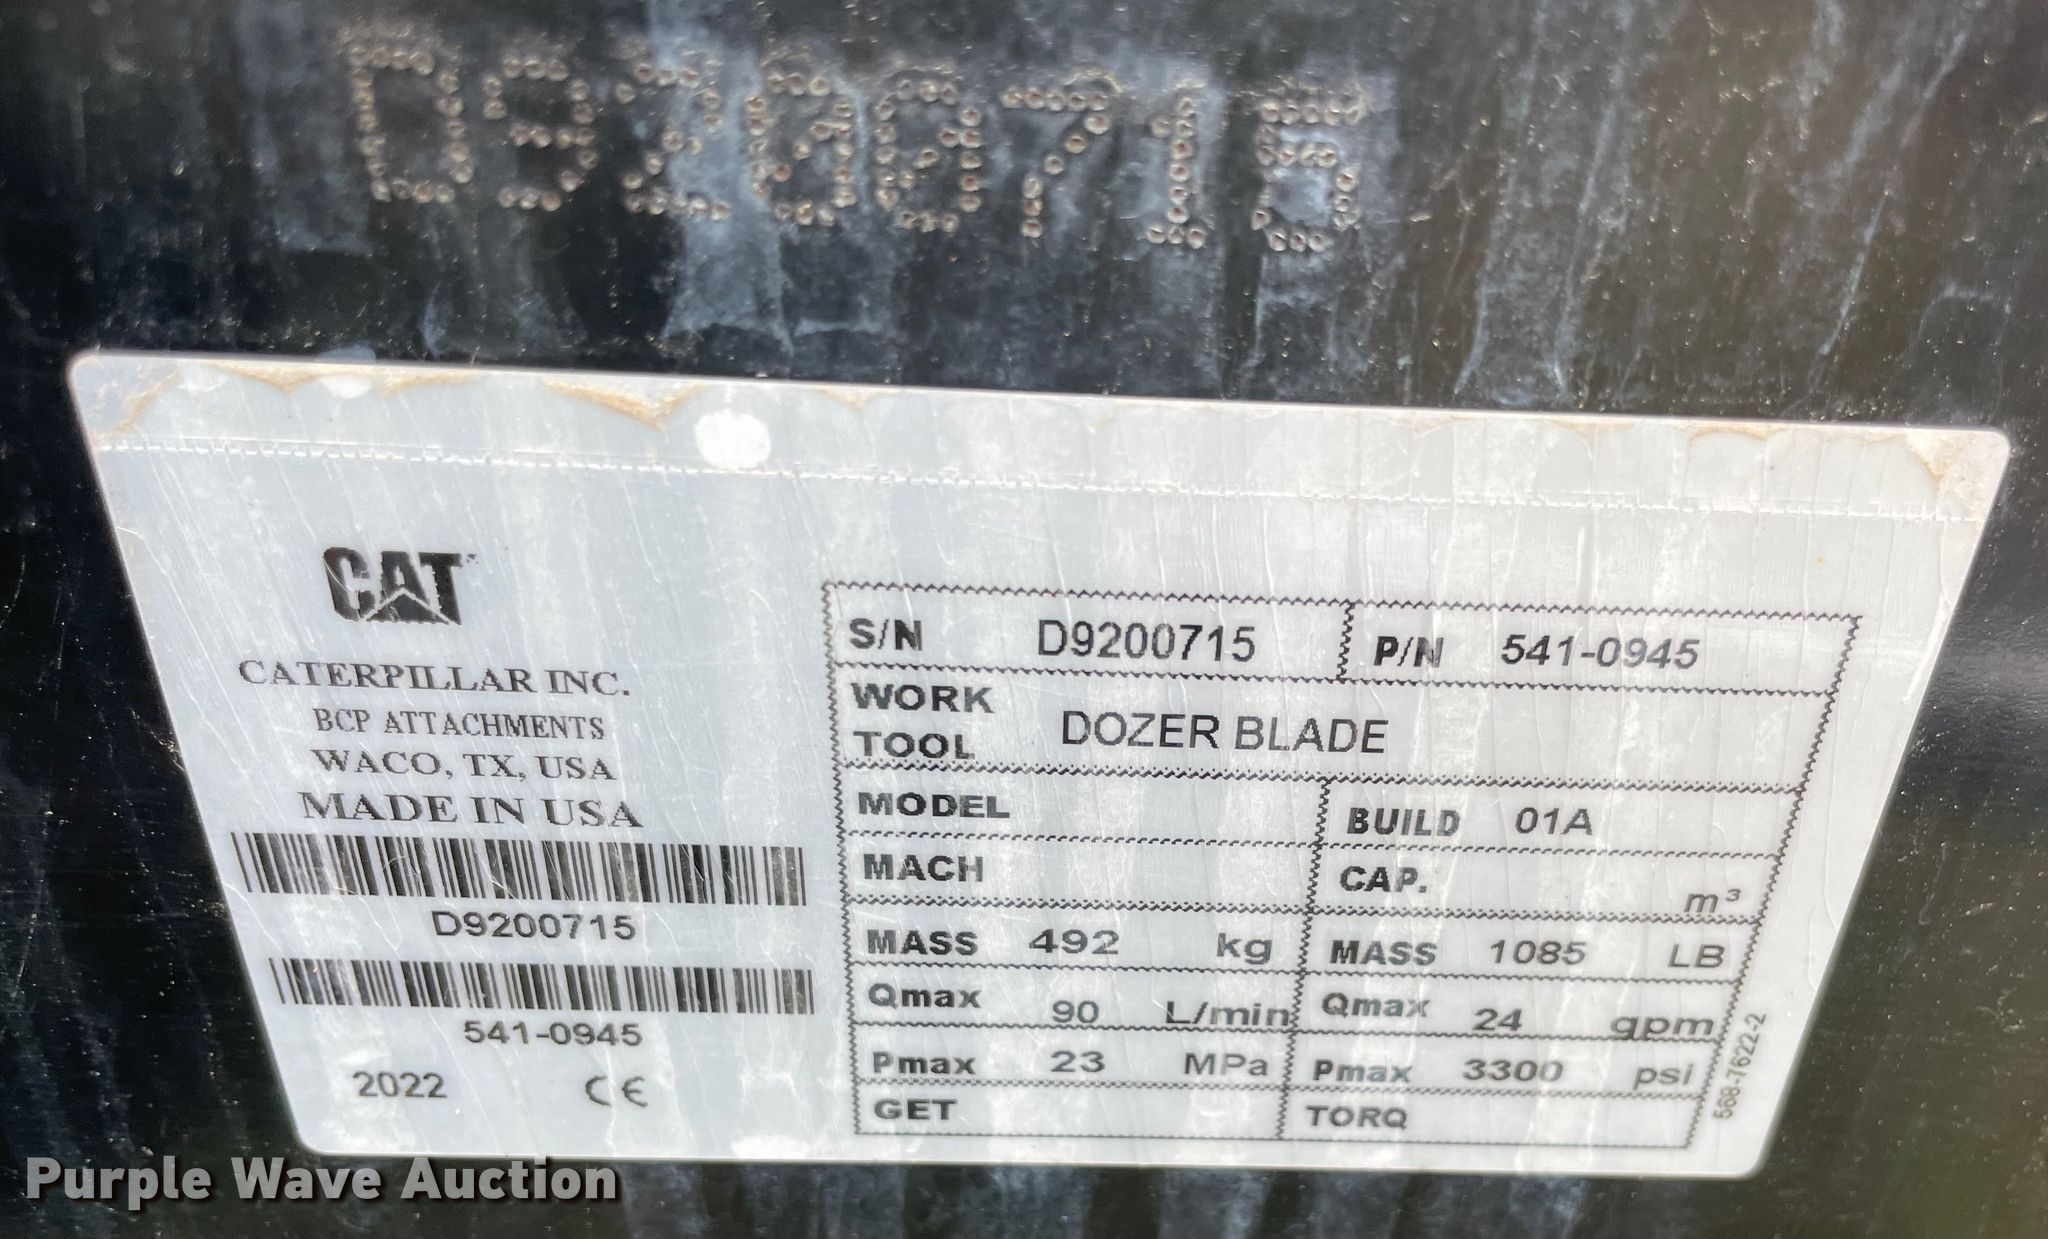 D9200715
CAT
CATERPILLAR INC.
BCP ATTACHMENTS
WACO, TX, USA
MADE IN USA
D9200715
541-0945
2022 CE
S/N D9200715 P/N 541-0945
WORK TOOL DOZER BLADE
MODEL BUILD 01A
MACH CAP. m³
MASS 492 kg MASS 1085 LB
Qmax 90 L/min Qmax 24 gpm
Pmax 23 MPa Pmax 3300 psi
GET TORQ
568-7622-2
Purple Wave Auction